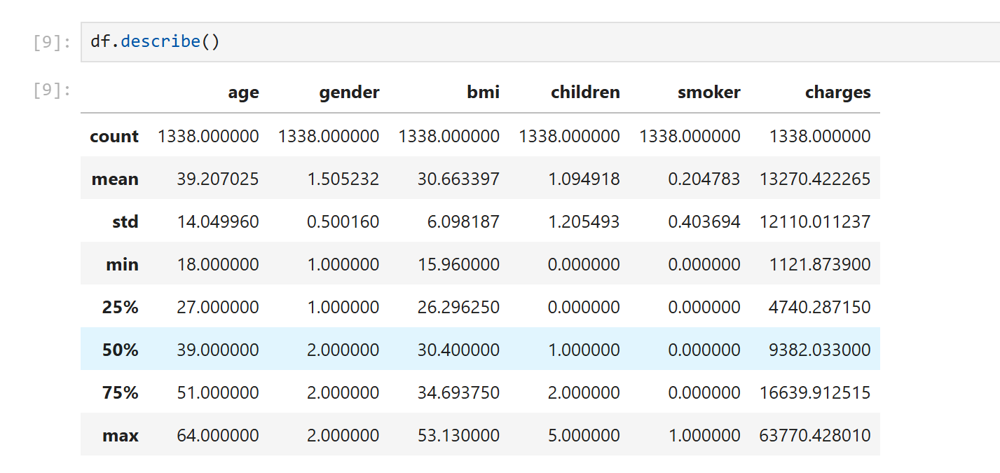 [9]: df.describe()
[9]: age gender bmi children smoker charges
count 1338.000000 1338.000000 1338.000000 1338.000000 1338.000000 1338.000000
mean 39.207025 1.505232 30.663397 1.094918 0.204783 13270.422265
std 14.049960 0.500160 6.098187 1.205493 0.403694 12110.011237
min 18.000000 1.000000 15.960000 0.000000 0.000000 1121.873900
25% 27.000000 1.000000 26.296250 0.000000 0.000000 4740.287150
50% 39.000000 2.000000 30.400000 1.000000 0.000000 9382.033000
75% 51.000000 2.000000 34.693750 2.000000 0.000000 16639.912515
max 64.000000 2.000000 53.130000 5.000000 1.000000 63770.428010